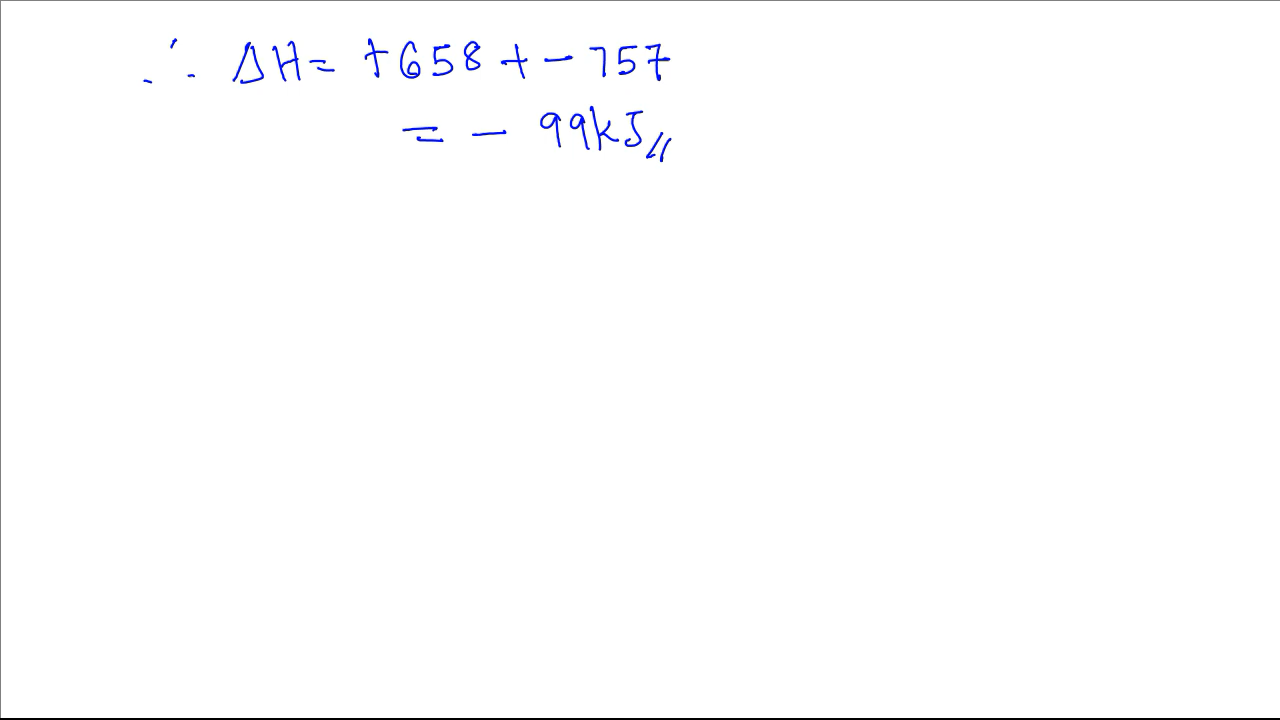 ∴ ΔH = +658 + - 757
= - 99kJ//